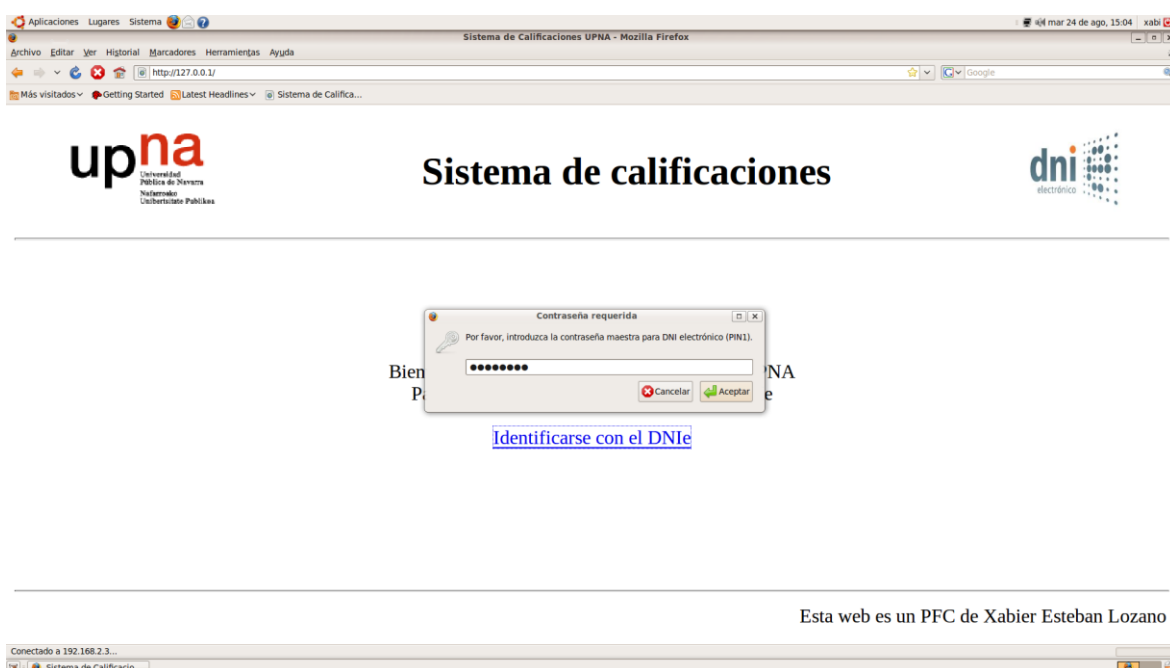 Aplicaciones Lugares Sistema mar 24 de ago, 15:04 xabi
Sistema de Calificaciones UPNA - Mozilla Firefox
Archivo Editar Ver Historial Marcadores Herramientas Ayuda
http://127.0.0.1/ Google
Más visitados Getting Started Latest Headlines Sistema de Califica...
upna
Universidad
Pública de Navarra
Nafarroako
Unibertsitate Publikoa
Sistema de calificaciones
dni
electrónico
Contraseña requerida
Por favor, introduzca la contraseña maestra para DNI electrónico (PIN1).
●●●●●●●●
Cancelar Aceptar
Bien PNA
Pa e
Identificarse con el DNIe
Esta web es un PFC de Xabier Esteban Lozano
Conectado a 192.168.2.3...
Sistema de Calificacio...